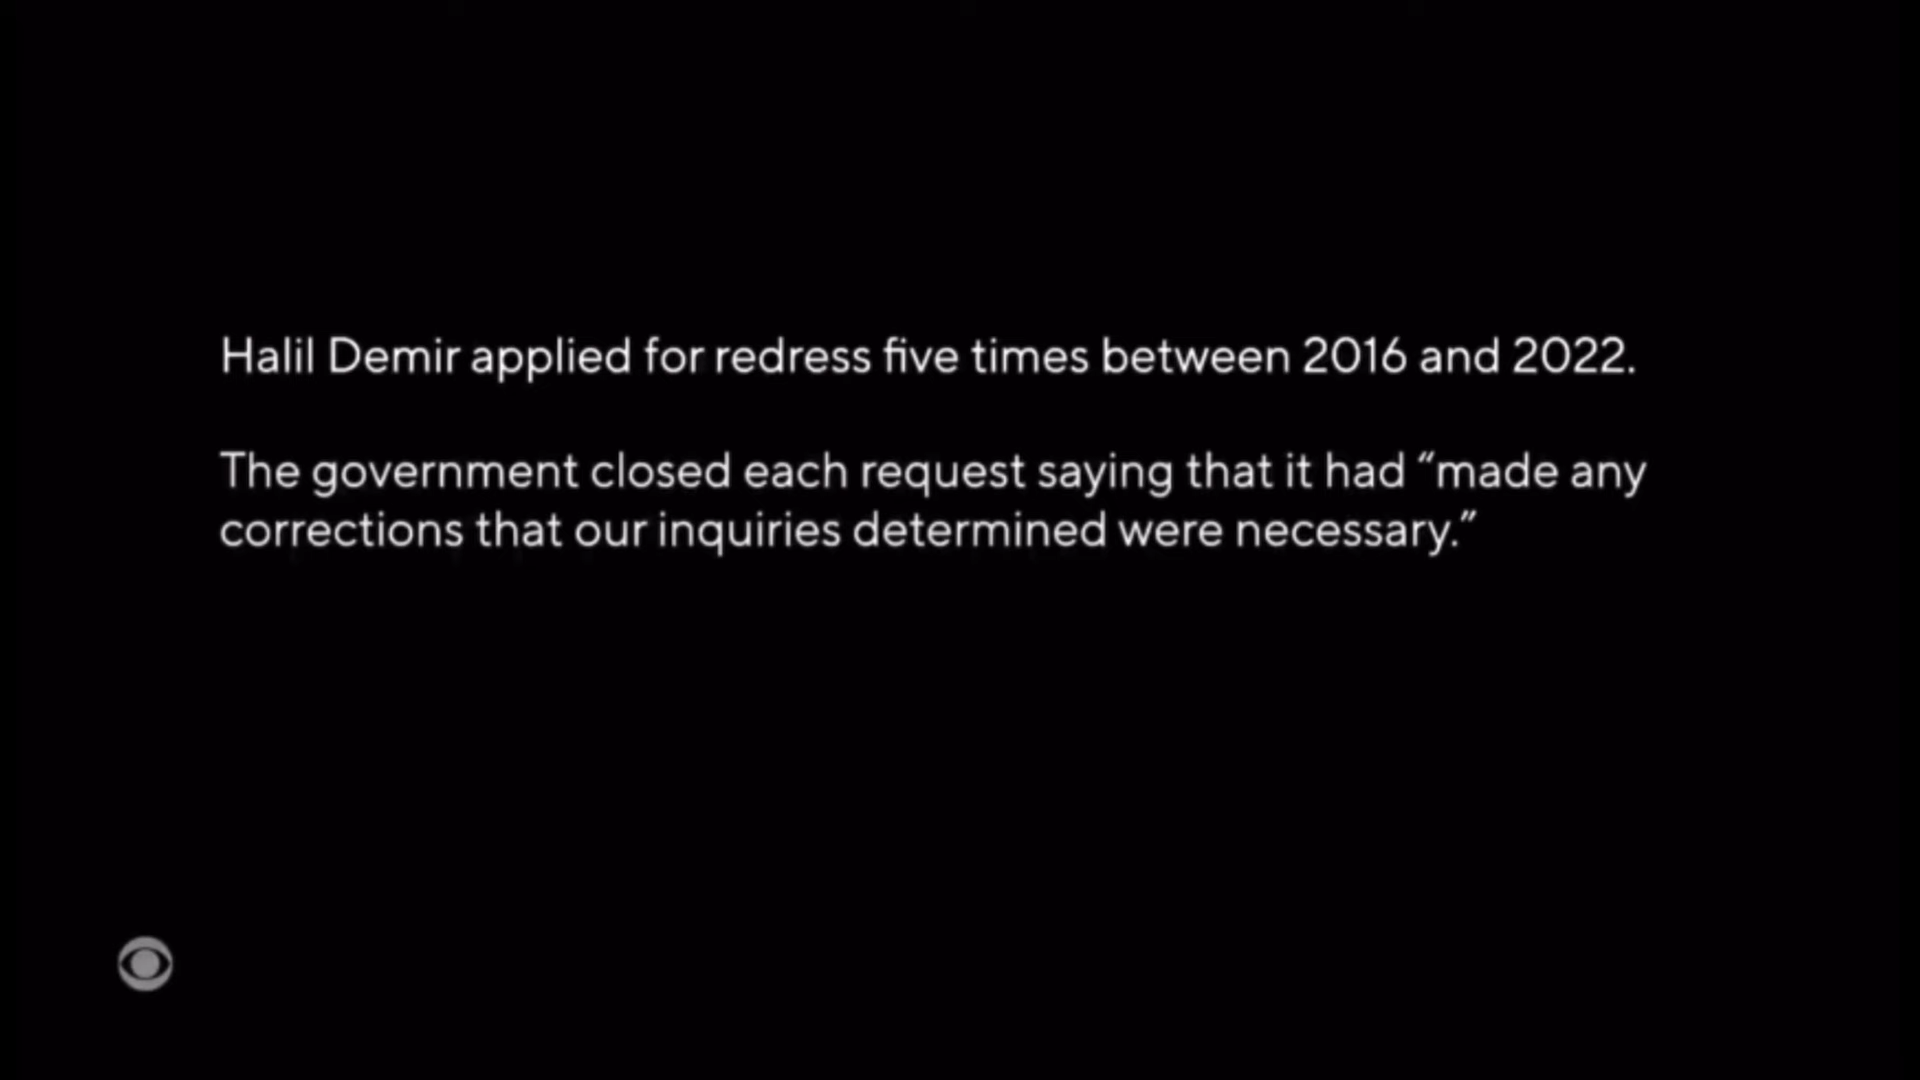 Halil Demir applied for redress five times between 2016 and 2022.
The government closed each request saying that it had “made any
corrections that our inquiries determined were necessary.”